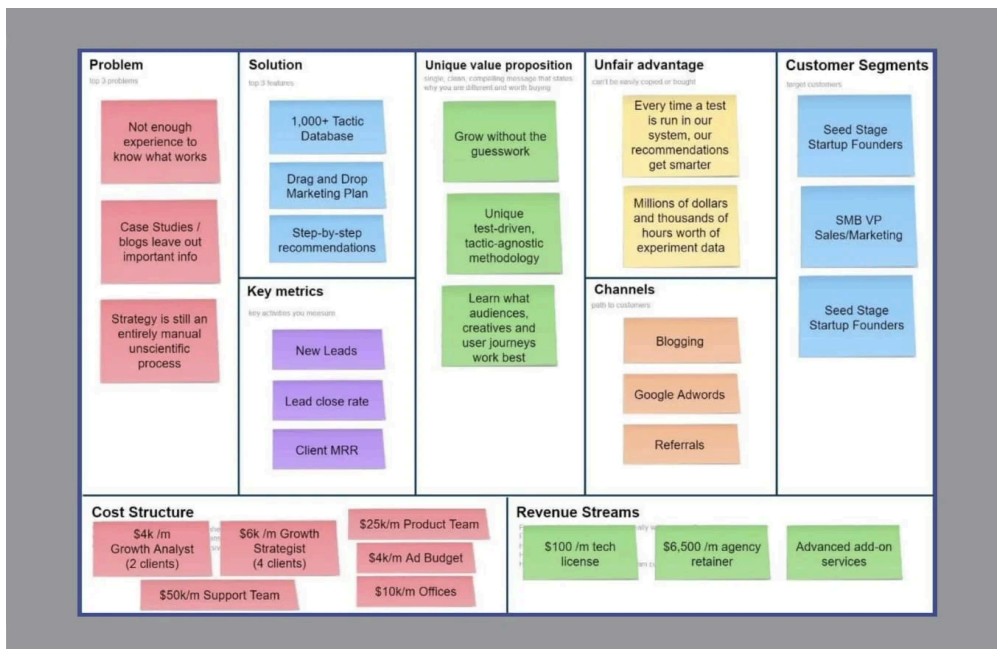 Problem
top 3 problems
Not enough
experience to
know what works
Case Studies /
blogs leave out
important info
Strategy is still an
entirely manual
unscientific
process
Solution
top 3 features
1,000+ Tactic
Database
Drag and Drop
Marketing Plan
Step-by-step
recommendations
Key metrics
key activities you measure
New Leads
Lead close rate
Client MRR
Unique value proposition
single, clean, compelling message that states
why you are different and worth buying
Grow without the
guesswork
Unique
test-driven,
tactic-agnostic
methodology
Learn what
audiences,
creatives and
user journeys
work best
Unfair advantage
can't be easily copied or bought
Every time a test
is run in our
system, our
recommendations
get smarter
Millions of dollars
and thousands of
hours worth of
experiment data
Channels
path to customers
Blogging
Google Adwords
Referrals
Customer Segments
target customers
Seed Stage
Startup Founders
SMB VP
Sales/Marketing
Seed Stage
Startup Founders
Cost Structure
$4k /m
Growth Analyst
(2 clients)
$6k /m Growth
Strategist
(4 clients)
$25k/m Product Team
$4k/m Ad Budget
$50k/m Support Team
$10k/m Offices
Revenue Streams
$100 /m tech
license
$6,500 /m agency
retainer
Advanced add-on
services